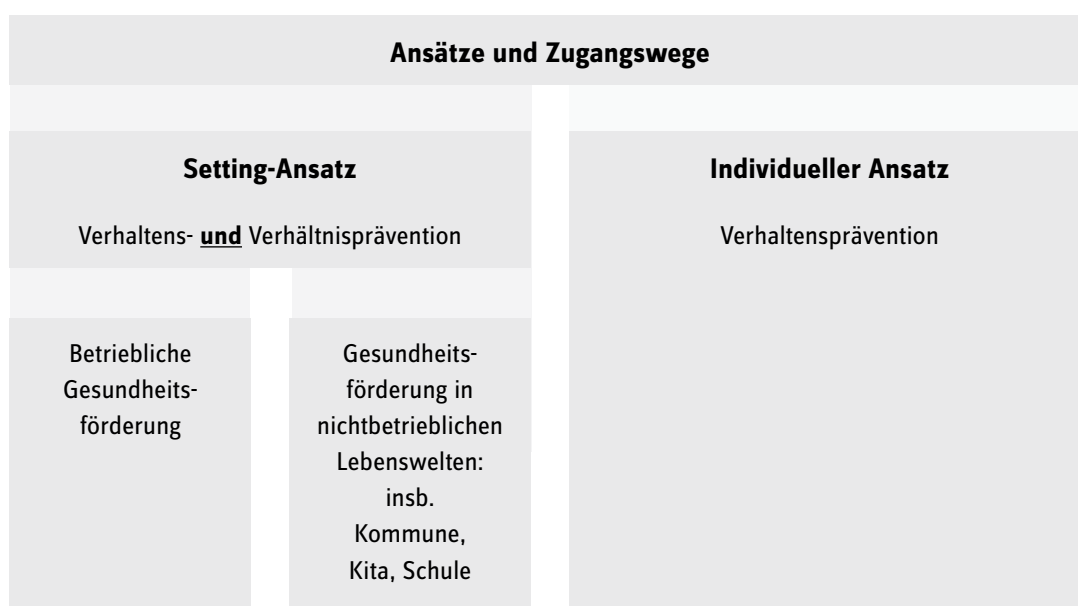 Ansätze und Zugangswege
Setting-Ansatz
Verhaltens- und Verhältnisprävention
Betriebliche
Gesundheits-
förderung
Gesundheits-
förderung in
nichtbetrieblichen
Lebenswelten:
insb.
Kommune,
Kita, Schule
Individueller Ansatz
Verhaltensprävention